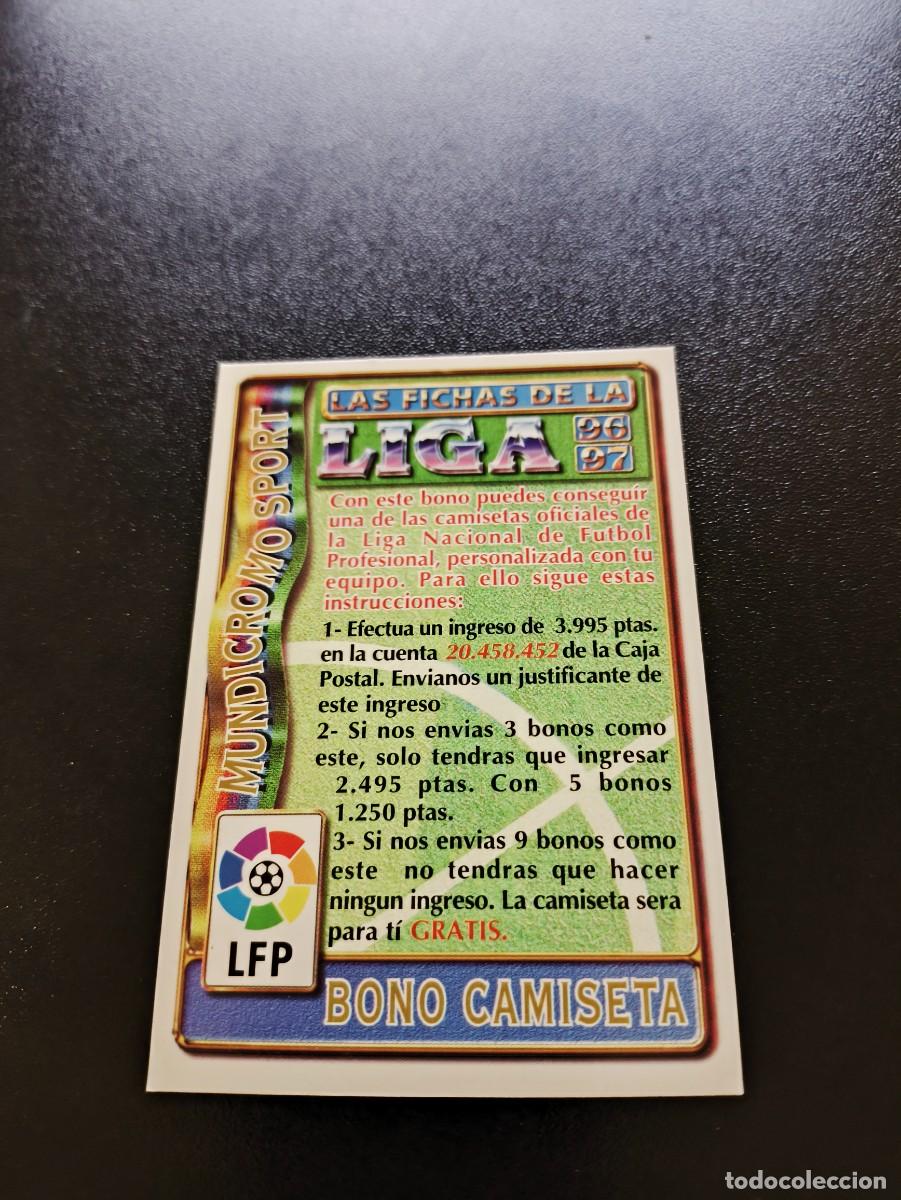 LAS FICHAS DE LA
LIGA 96
97
MUNDICROMO SPORT
Con este bono puedes conseguír
una de las camisetas oficiales de
la Liga Nacional de Futbol
Profesional, personalizada con tu
equipo. Para ello sigue estas
instrucciones:
1- Efectua un ingreso de 3.995 ptas.
en la cuenta 20.458.452 de la Caja
Postal. Envianos un justificante de
este ingreso
2- Si nos envias 3 bonos como
este, solo tendras que ingresar
2.495 ptas. Con 5 bonos
1.250 ptas.
3- Si nos envias 9 bonos como
este no tendras que hacer
ningun ingreso. La camiseta sera
para tí GRATIS.
LFP
BONO CAMISETA
todocoleccion